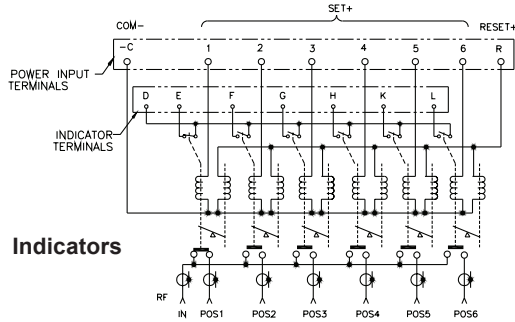 SET+
COM-
RESET+
-C 1 2 3 4 5 6 R
POWER INPUT
TERMINALS
D E F G H K L
INDICATOR
TERMINALS
Indicators
RF
IN POS1 POS2 POS3 POS4 POS5 POS6